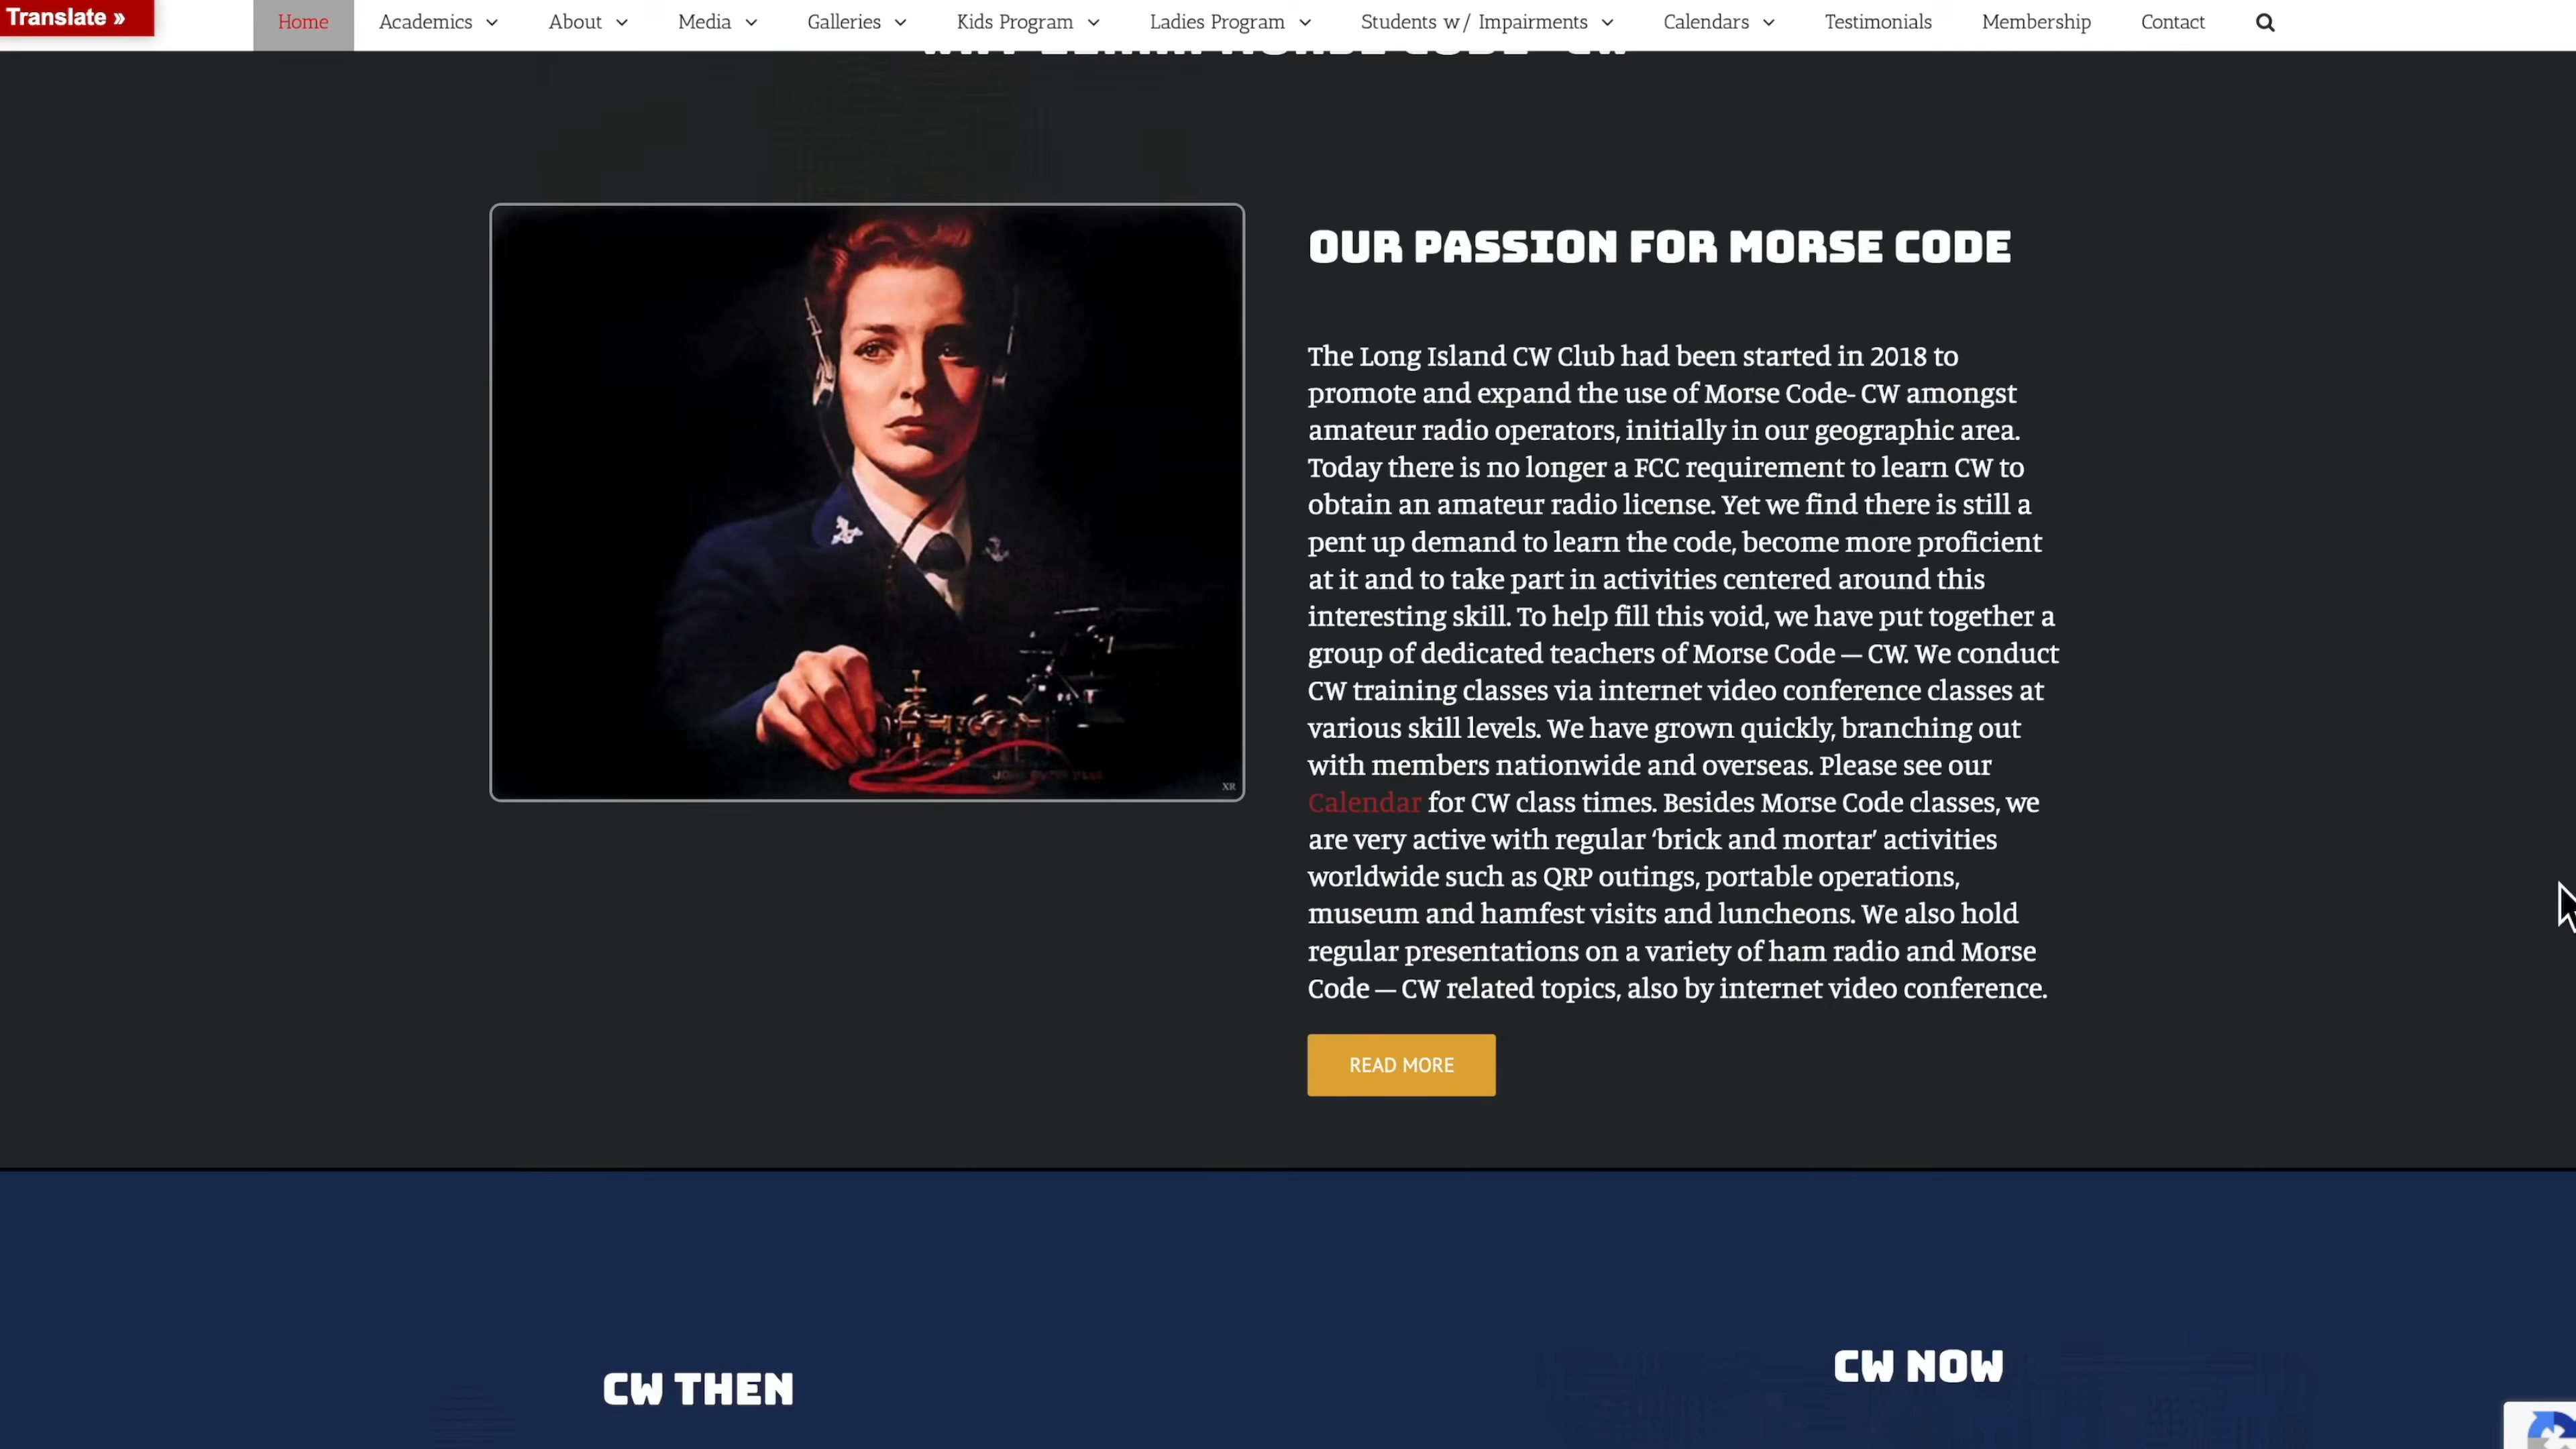 Translate »
Home Academics About Media Galleries Kids Program Ladies Program Students w/ Impairments Calendars Testimonials Membership Contact
OUR PASSION FOR MORSE CODE
The Long Island CW Club had been started in 2018 to
promote and expand the use of Morse Code- CW amongst
amateur radio operators, initially in our geographic area.
Today there is no longer a FCC requirement to learn CW to
obtain an amateur radio license. Yet we find there is still a
pent up demand to learn the code, become more proficient
at it and to take part in activities centered around this
interesting skill. To help fill this void, we have put together a
group of dedicated teachers of Morse Code — CW. We conduct
CW training classes via internet video conference classes at
various skill levels. We have grown quickly, branching out
with members nationwide and overseas. Please see our
Calendar for CW class times. Besides Morse Code classes, we
are very active with regular ‘brick and mortar’ activities
worldwide such as QRP outings, portable operations,
museum and hamfest visits and luncheons. We also hold
regular presentations on a variety of ham radio and Morse
Code — CW related topics, also by internet video conference.
XR
READ MORE
CW THEN
CW NOW